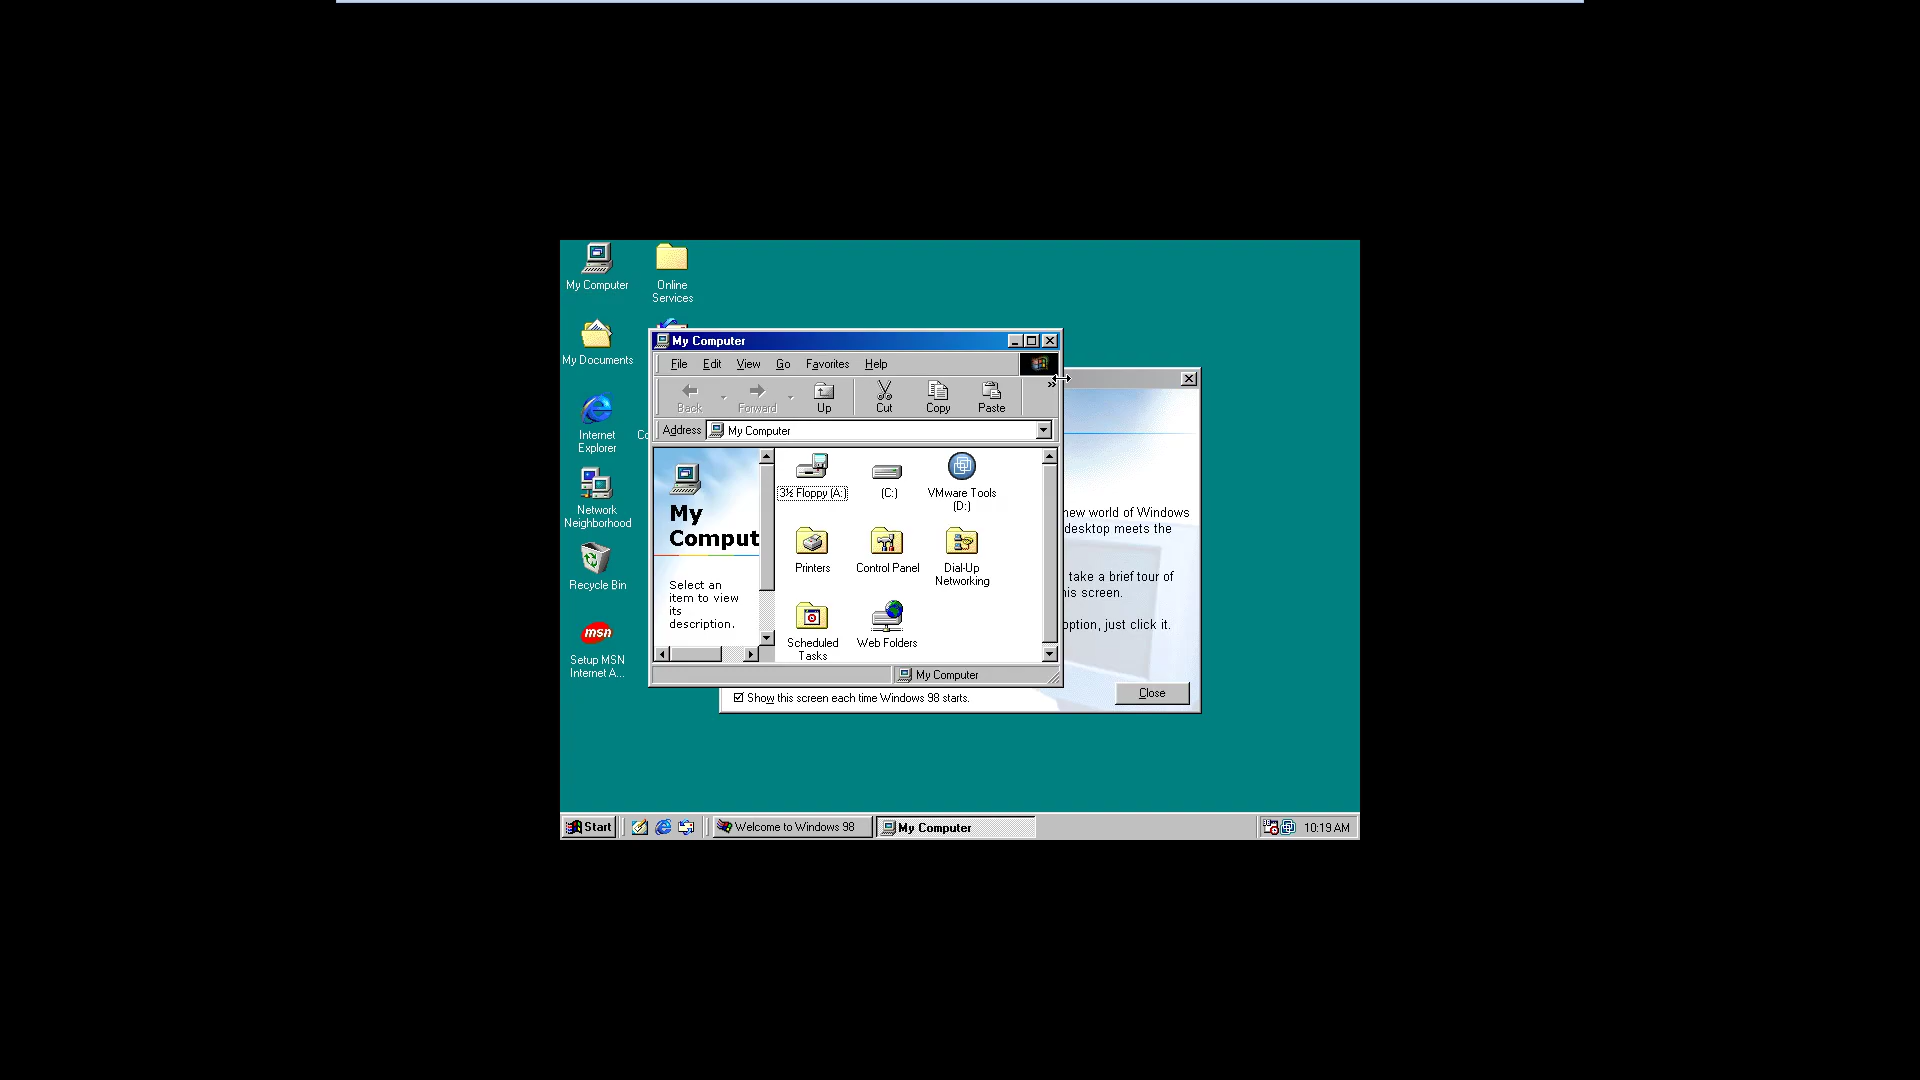 My Computer
Online
Services
My Documents
Internet
Explorer
Network
Neighborhood
Recycle Bin
msn
Setup MSN
Internet A...
Co
My Computer
File Edit View Go Favorites Help
Back Forward Up Cut Copy Paste »
Address My Computer
My
Comput
Select an
item to view
its
description.
3½ Floppy (A:)
(C:)
VMware Tools
(D:)
Printers
Control Panel
Dial-Up
Networking
Scheduled
Tasks
Web Folders
My Computer
new world of Windows
desktop meets the
take a brief tour of
his screen.
option, just click it.
Show this screen each time Windows 98 starts.
Close
Start
Welcome to Windows 98
My Computer
10:19 AM